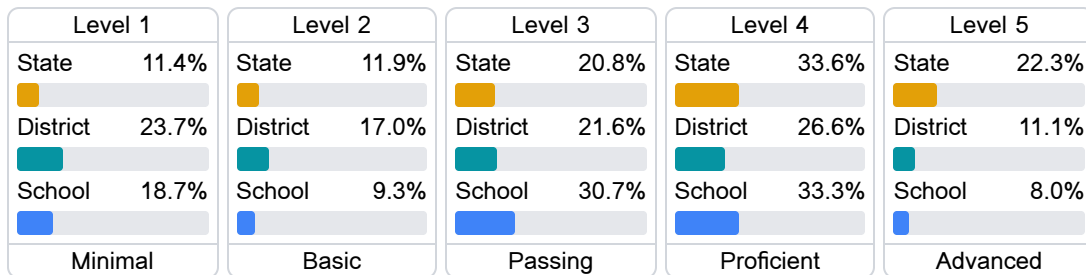 Level 1
State 11.4%
District 23.7%
School 18.7%
Minimal
Level 2
State 11.9%
District 17.0%
School 9.3%
Basic
Level 3
State 20.8%
District 21.6%
School 30.7%
Passing
Level 4
State 33.6%
District 26.6%
School 33.3%
Proficient
Level 5
State 22.3%
District 11.1%
School 8.0%
Advanced